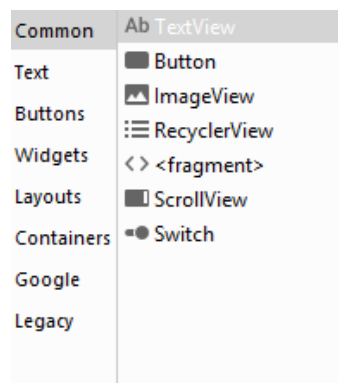 Common
Text
Buttons
Widgets
Layouts
Containers
Google
Legacy
Ab TextView
Button
ImageView
RecyclerView
<> <fragment>
ScrollView
Switch